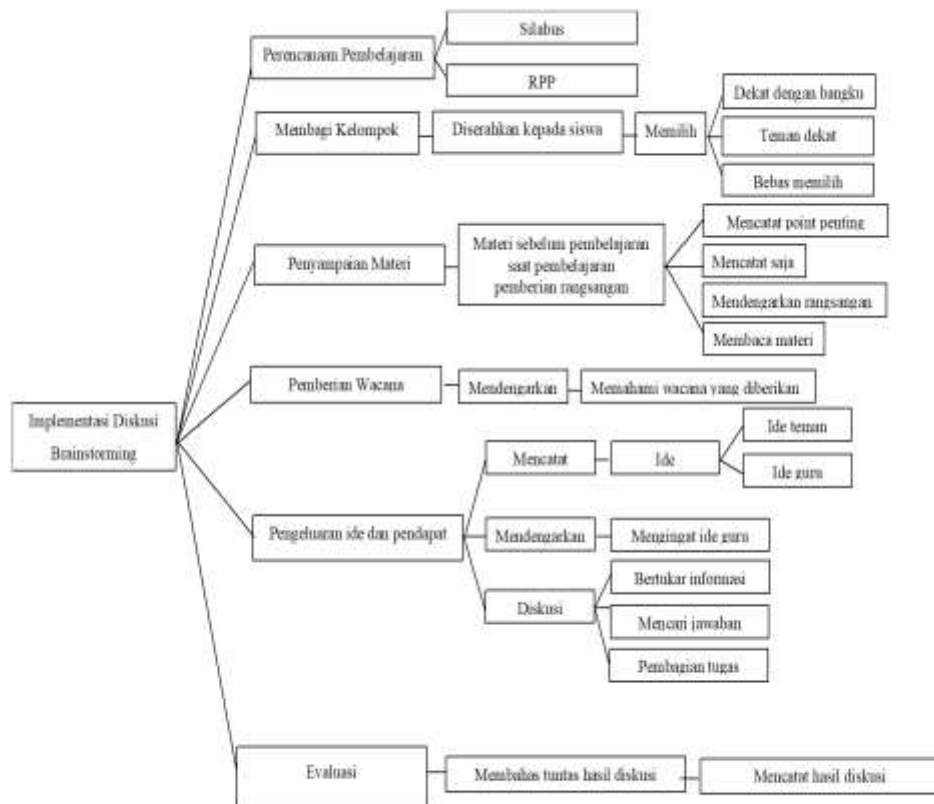 Silabus
Perencanaan Pembelajaran
RPP
Dekat dengan bangku
Membagi Kelompok
Diserahkan kepada siswa
Memilih
Teman dekat
Bebas memilih
Mencatat point penting
Penyampaian Materi
Materi sebelum pembelajaran
saat pembelajaran
pemberian rangsangan
Mencatat saja
Mendengarkan rangsangan
Membaca materi
Pemberian Wacana
Mendengarkan
Memahami wacana yang diberikan
Implementasi Diskusi
Brainstorming
Ide teman
Mencatat
Ide
Ide guru
Pengeluaran ide dan pendapat
Mendengarkan
Mengingat ide guru
Bertukar informasi
Diskusi
Mencari jawaban
Pembagian tugas
Evaluasi
Membahas tuntas hasil diskusi
Mencatat hasil diskusi